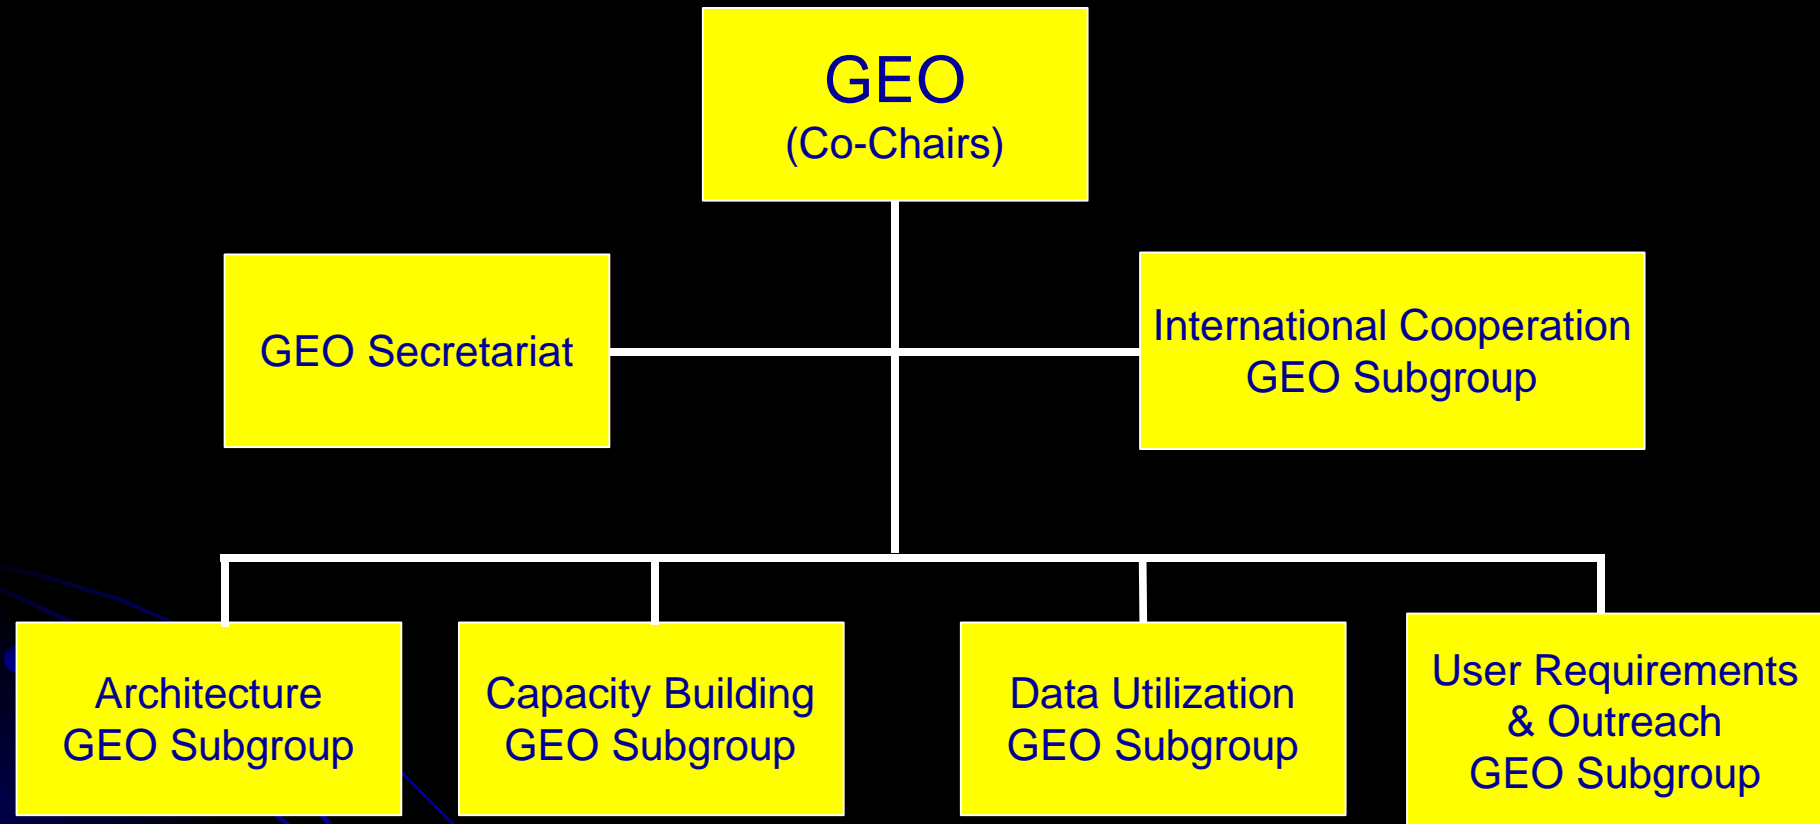 GEO
(Co-Chairs)
GEO Secretariat
International Cooperation
GEO Subgroup
Architecture
GEO Subgroup
Capacity Building
GEO Subgroup
Data Utilization
GEO Subgroup
User Requirements
& Outreach
GEO Subgroup